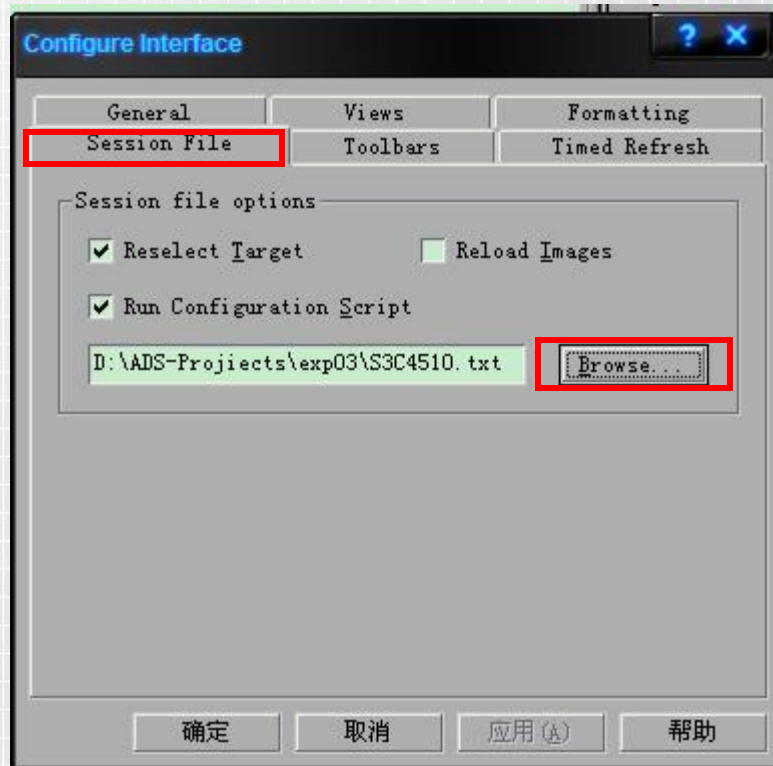 Configure Interface ? ×
General Views Formatting
Session File Toolbars Timed Refresh
Session file options
Reselect Target Reload Images
Run Configuration Script
D:\ADS-Projiects\exp03\S3C4510.txt Browse...
确定 取消 应用(A) 帮助